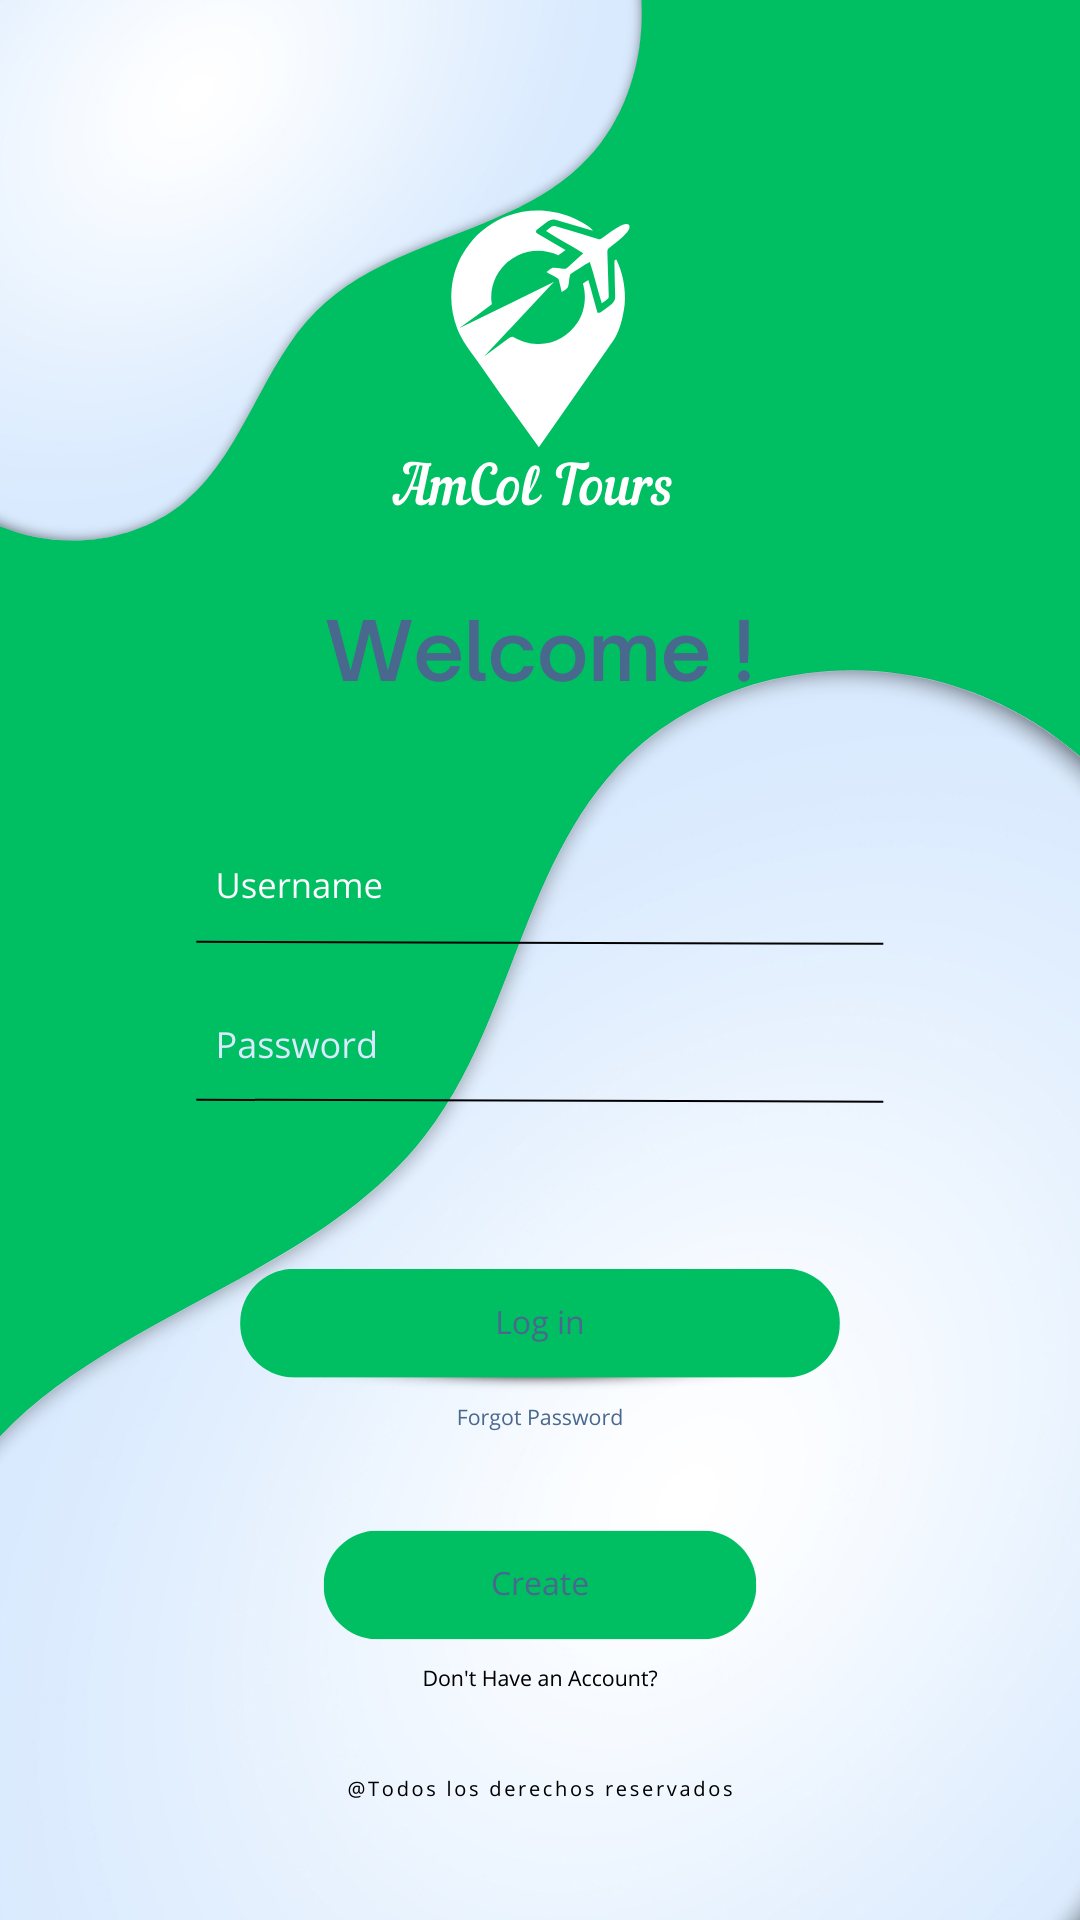 AmCol Tours
Welcome !
Username
Password
Log in
Forgot Password
Create
Don't Have an Account?
@Todos los derechos reservados